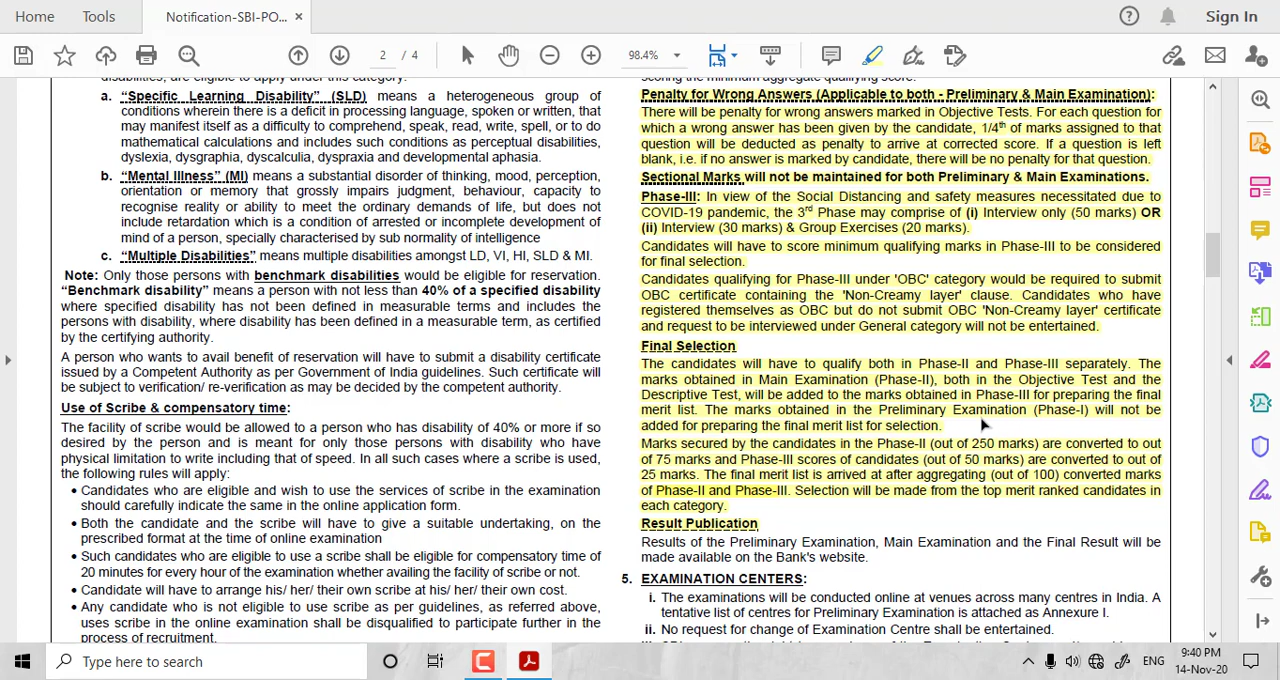 Home
Tools
Notification-SBI-PO... ×
Sign In
2 / 4
98.4%
disabilities, are eligible to apply under this category.
a. “Specific Learning Disability” (SLD) means a heterogeneous group of
conditions wherein there is a deficit in processing language, spoken or written, that
may manifest itself as a difficulty to comprehend, speak, read, write, spell, or to do
mathematical calculations and includes such conditions as perceptual disabilities,
dyslexia, dysgraphia, dyscalculia, dyspraxia and developmental aphasia.
b. “Mental Illness” (MI) means a substantial disorder of thinking, mood, perception,
orientation or memory that grossly impairs judgment, behaviour, capacity to
recognise reality or ability to meet the ordinary demands of life, but does not
include retardation which is a condition of arrested or incomplete development of
mind of a person, specially characterised by sub normality of intelligence
c. “Multiple Disabilities” means multiple disabilities amongst LD, VI, HI, SLD & MI.
Note: Only those persons with benchmark disabilities would be eligible for reservation.
“Benchmark disability” means a person with not less than 40% of a specified disability
where specified disability has not been defined in measurable terms and includes the
persons with disability, where disability has been defined in a measurable term, as certified
by the certifying authority.
A person who wants to avail benefit of reservation will have to submit a disability certificate
issued by a Competent Authority as per Government of India guidelines. Such certificate will
be subject to verification/ re-verification as may be decided by the competent authority.
Use of Scribe & compensatory time:
The facility of scribe would be allowed to a person who has disability of 40% or more if so
desired by the person and is meant for only those persons with disability who have
physical limitation to write including that of speed. In all such cases where a scribe is used,
the following rules will apply:
• Candidates who are eligible and wish to use the services of scribe in the examination
should carefully indicate the same in the online application form.
• Both the candidate and the scribe will have to give a suitable undertaking, on the
prescribed format at the time of online examination
• Such candidates who are eligible to use a scribe shall be eligible for compensatory time of
20 minutes for every hour of the examination whether availing the facility of scribe or not.
• Candidate will have to arrange his/ her/ their own scribe at his/ her/ their own cost.
• Any candidate who is not eligible to use scribe as per guidelines, as referred above,
uses scribe in the online examination shall be disqualified to participate further in the
process of recruitment.
scoring the minimum aggregate qualifying score.
Penalty for Wrong Answers (Applicable to both - Preliminary & Main Examination):
There will be penalty for wrong answers marked in Objective Tests. For each question for
which a wrong answer has been given by the candidate, 1/4th of marks assigned to that
question will be deducted as penalty to arrive at corrected score. If a question is left
blank, i.e. if no answer is marked by candidate, there will be no penalty for that question.
Sectional Marks will not be maintained for both Preliminary & Main Examinations.
Phase-III: In view of the Social Distancing and safety measures necessitated due to
COVID-19 pandemic, the 3rd Phase may comprise of (i) Interview only (50 marks) OR
(ii) Interview (30 marks) & Group Exercises (20 marks).
Candidates will have to score minimum qualifying marks in Phase-III to be considered
for final selection.
Candidates qualifying for Phase-III under 'OBC' category would be required to submit
OBC certificate containing the 'Non-Creamy layer' clause. Candidates who have
registered themselves as OBC but do not submit OBC 'Non-Creamy layer' certificate
and request to be interviewed under General category will not be entertained.
Final Selection
The candidates will have to qualify both in Phase-II and Phase-III separately. The
marks obtained in Main Examination (Phase-II), both in the Objective Test and the
Descriptive Test, will be added to the marks obtained in Phase-III for preparing the final
merit list. The marks obtained in the Preliminary Examination (Phase-I) will not be
added for preparing the final merit list for selection.
Marks secured by the candidates in the Phase-II (out of 250 marks) are converted to out
of 75 marks and Phase-III scores of candidates (out of 50 marks) are converted to out of
25 marks. The final merit list is arrived at after aggregating (out of 100) converted marks
of Phase-II and Phase-III. Selection will be made from the top merit ranked candidates in
each category.
Result Publication
Results of the Preliminary Examination, Main Examination and the Final Result will be
made available on the Bank's website.
5. EXAMINATION CENTERS:
i. The examinations will be conducted online at venues across many centres in India. A
tentative list of centres for Preliminary Examination is attached as Annexure I.
ii. No request for change of Examination Centre shall be entertained.
Type here to search
ENG
9:40 PM
14-Nov-20